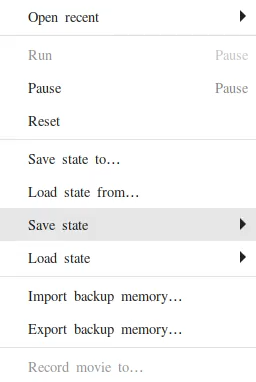 Open recent
Run Pause
Pause Pause
Reset
Save state to…
Load state from…
Save state
Load state
Import backup memory…
Export backup memory…
Record movie to…